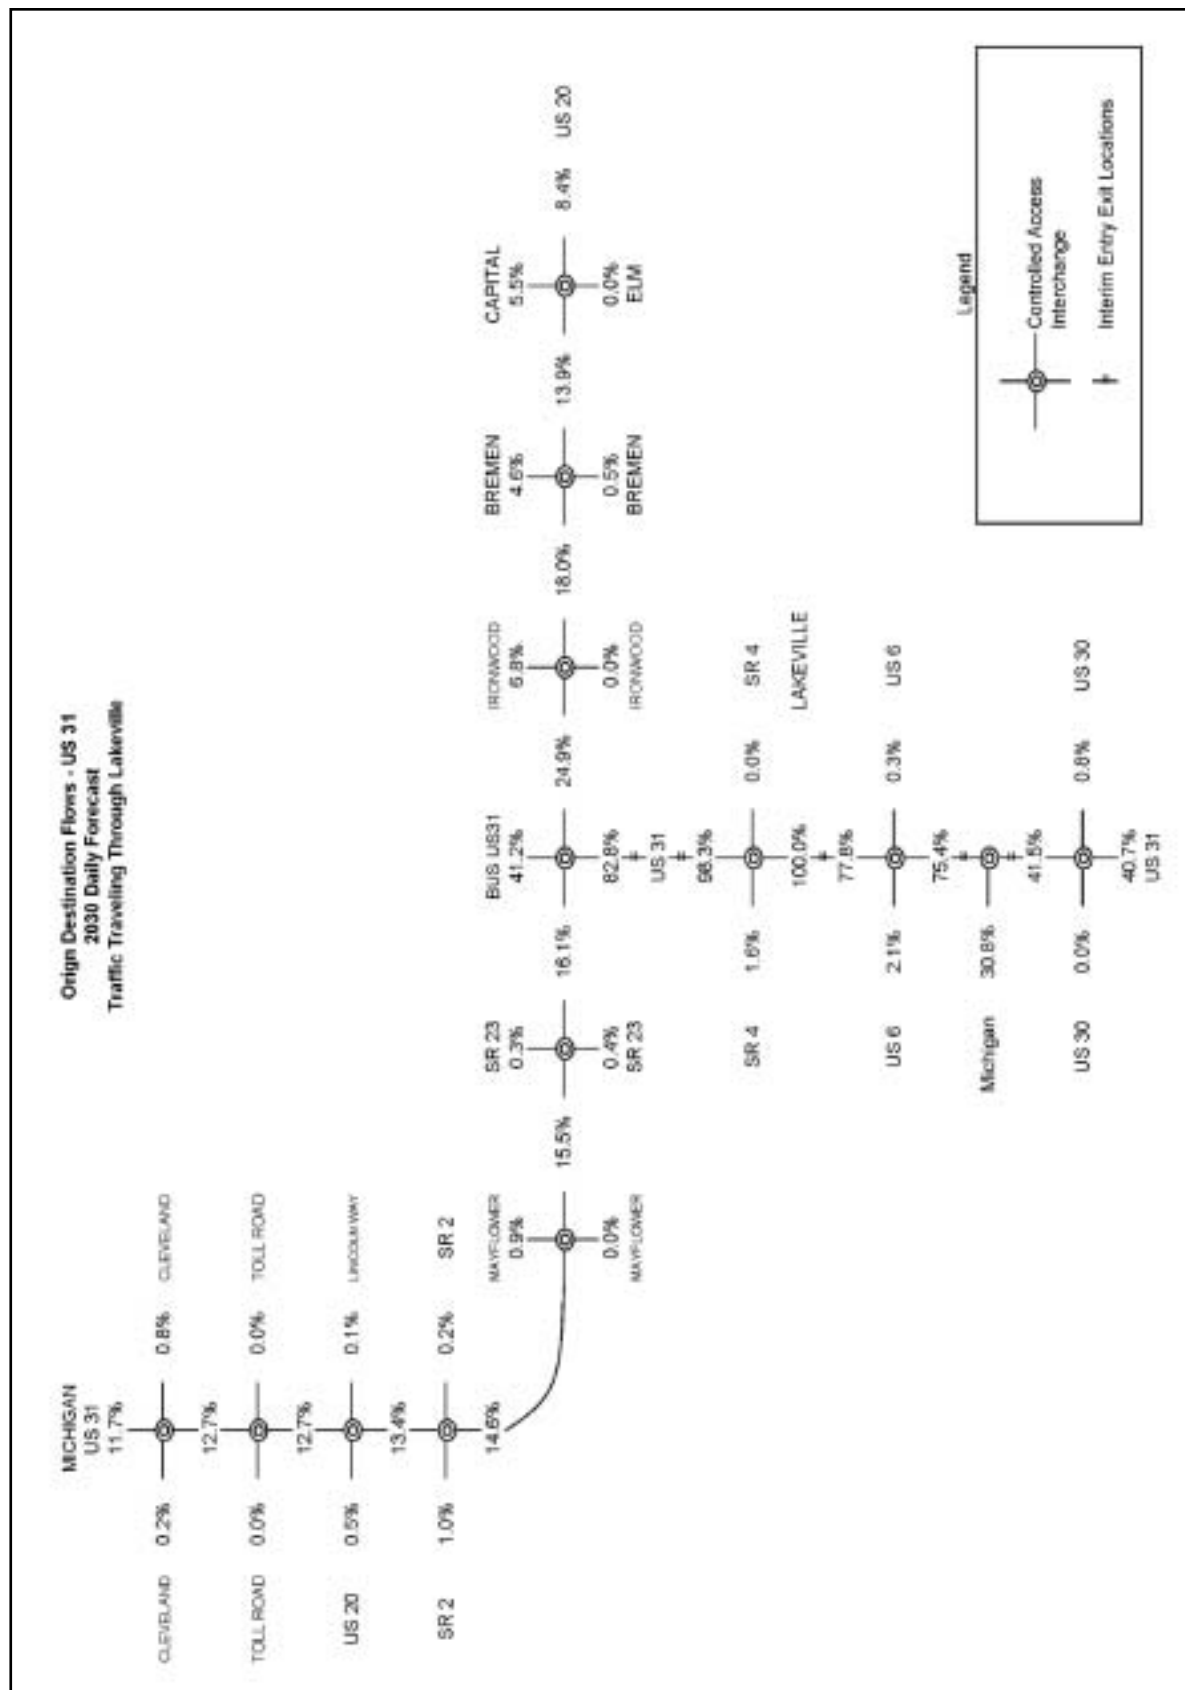 Orign Destination Flows - US 31
2030 Daily Forecast
Traffic Traveling Through Lakeville
MICHIGAN
US 31
11.7%
CLEVELAND 0.2% 0.8% CLEVELAND
12.7%
TOLL ROAD 0.0% 0.0% TOLL ROAD
12.7%
US 20 0.5% 0.1% LINCOLN WAY
13.4%
SR 2 1.0% 0.2% SR 2
14.6%
MAYFLOWER SR 23 BUS US31 IRONWOOD BREMEN CAPITAL
0.9% 0.3% 41.2% 6.8% 4.6% 5.5%
15.5% 16.1% 24.9% 18.0% 13.9% 8.4% US 20
0.0% 0.4% 82.8% 0.0% 0.5% 0.0%
MAYFLOWER SR 23 US 31 IRONWOOD BREMEN ELM
98.3%
SR 4 1.6% 0.0% SR 4
100.0% LAKEVILLE
77.8%
US 6 2.1% 0.3% US 6
75.4%
Michigan 30.8%
41.5%
US 30 0.0% 0.8% US 30
40.7%
US 31
Legend
Controlled Access
Interchange
Interim Entry Exit Locations